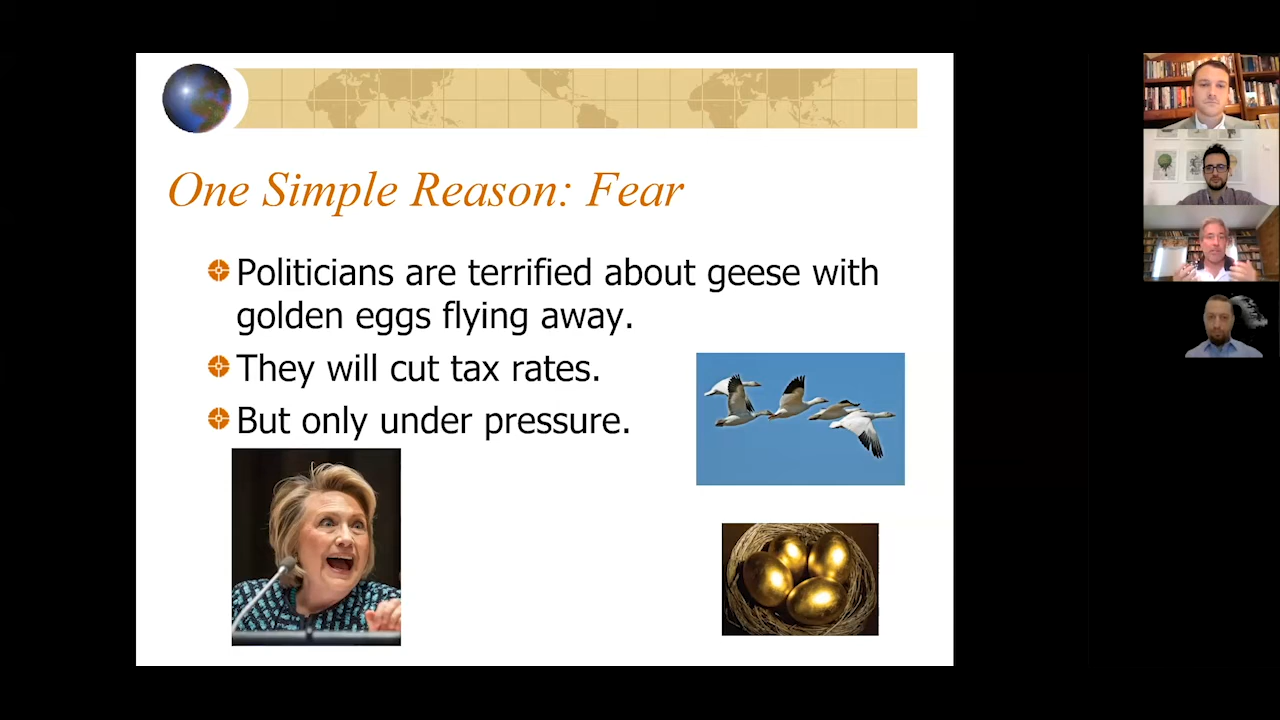 One Simple Reason: Fear
Politicians are terrified about geese with
golden eggs flying away.
They will cut tax rates.
But only under pressure.